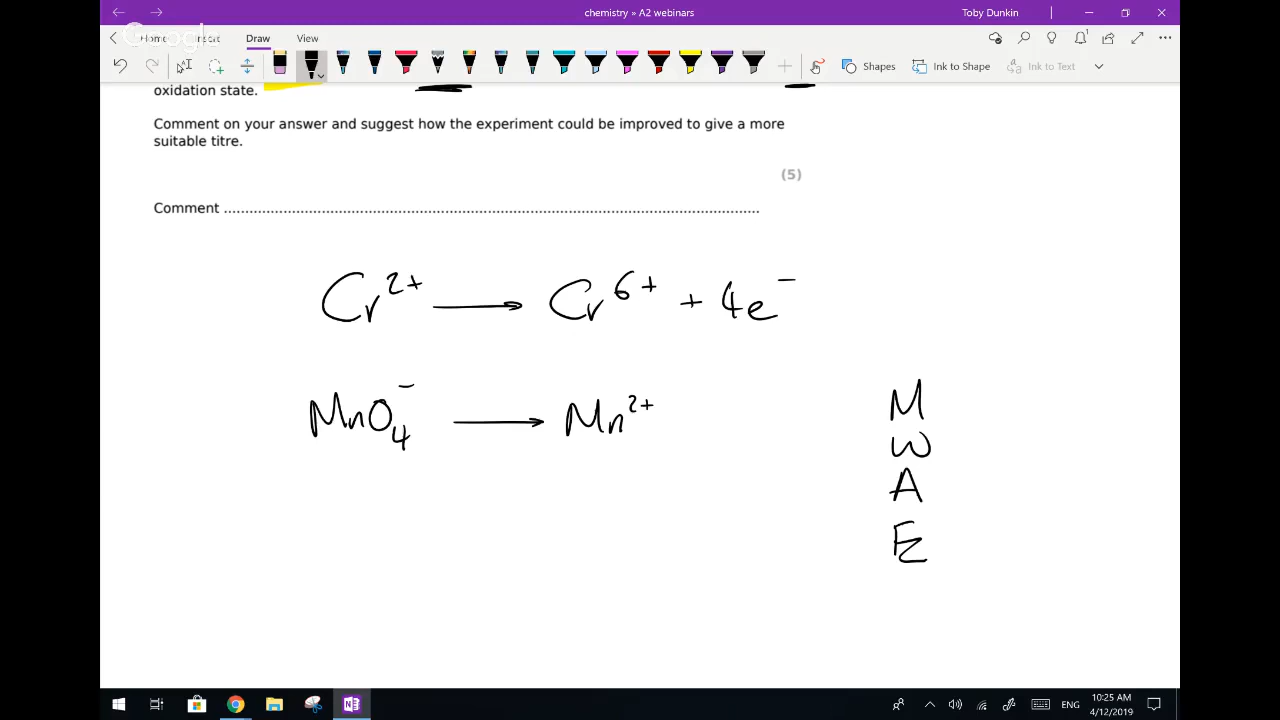 chemistry » A2 webinars
Toby Dunkin
Google
Home
Draw
View
Shapes
Ink to Shape
Ink to Text
oxidation state.
Comment on your answer and suggest how the experiment could be improved to give a more
suitable titre.
(5)
Comment ................................................................................................................................
Cr²⁺ ⟶ Cr⁶⁺ + 4e⁻
MnO₄⁻ ⟶ Mn²⁺
M
W
A
E
10:25 AM
ENG
4/12/2019